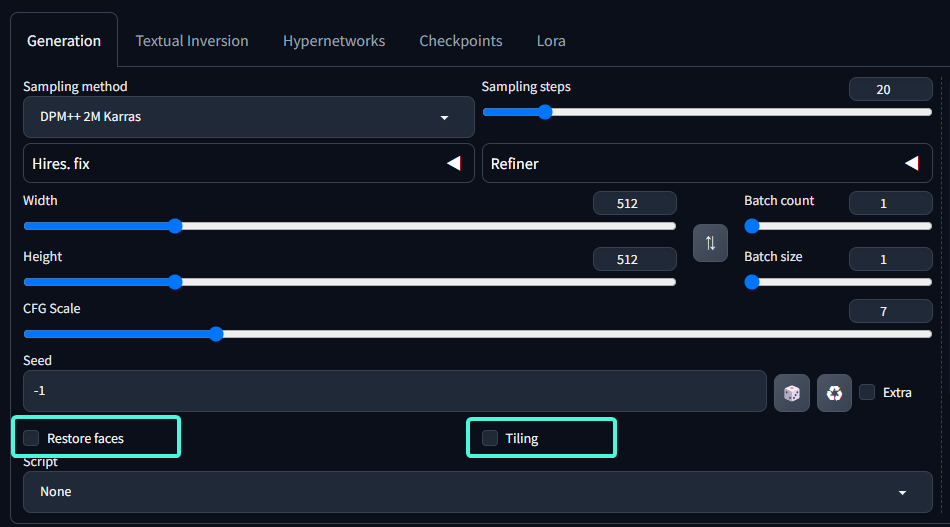 Generation Textual Inversion Hypernetworks Checkpoints Lora
Sampling method Sampling steps 20
DPM++ 2M Karras
Hires. fix Refiner
Width 512 Batch count 1
Height 512 Batch size 1
CFG Scale 7
Seed
-1 Extra
Restore faces Tiling
Script
None